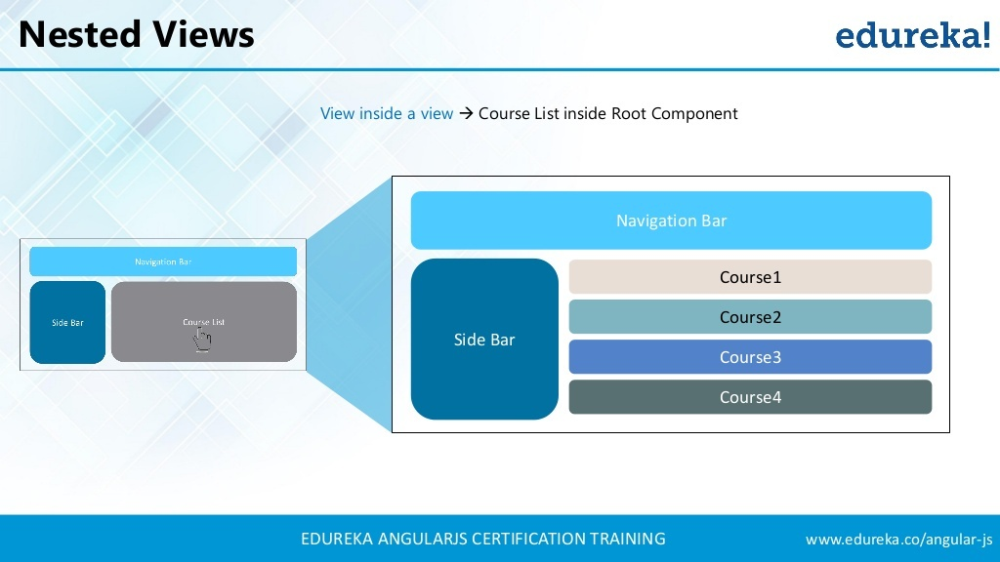 Nested Views
edureka!
View inside a view → Course List inside Root Component
Navigation Bar
Side Bar
Course List
Navigation Bar
Side Bar
Course1
Course2
Course3
Course4
EDUREKA ANGULARJS CERTIFICATION TRAINING
www.edureka.co/angular-js